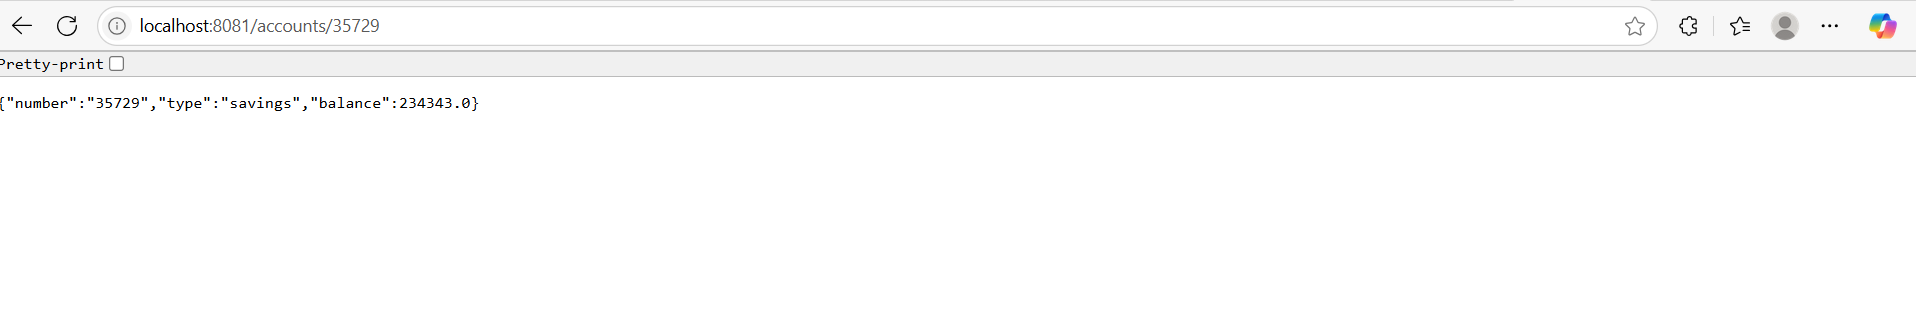 localhost:8081/accounts/35729
Pretty-print
{"number":"35729","type":"savings","balance":234343.0}